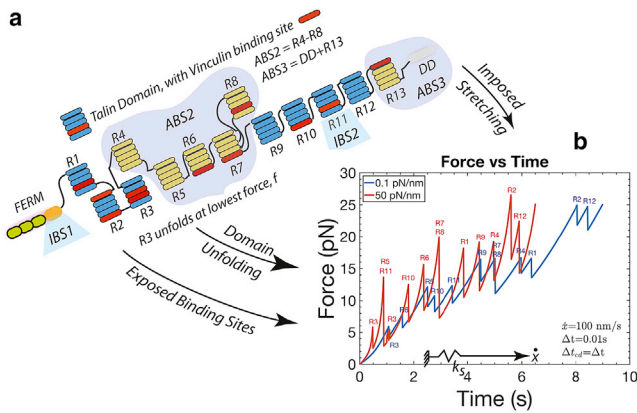 a
Talin Domain, with Vinculin binding site
ABS2 = R4-R8
ABS3 = DD+R13
ABS2
R8
R4
R6
R5
R7
R1
R2
R3
FERM
IBS1
R9
R10
R11
IBS2
R12
R13
DD
ABS3
R3 unfolds at lowest force, f
Domain
Unfolding
Exposed Binding Sites
Imposed
Stretching
b
Force vs Time
0.1 pN/nm
50 pN/nm
Force (pN)
30
25
20
15
10
5
0
0
2
4
6
8
10
Time (s)
R3
R5
R11
R3
R10
R6
R7
R8
R1
R9
R4
R2
R12
R3
R10
R9
R7
R8
R4
R1
R2
R12
ẋ=100 nm/s
Δt=0.01s
Δt_cd=Δt
k_s
ẋ